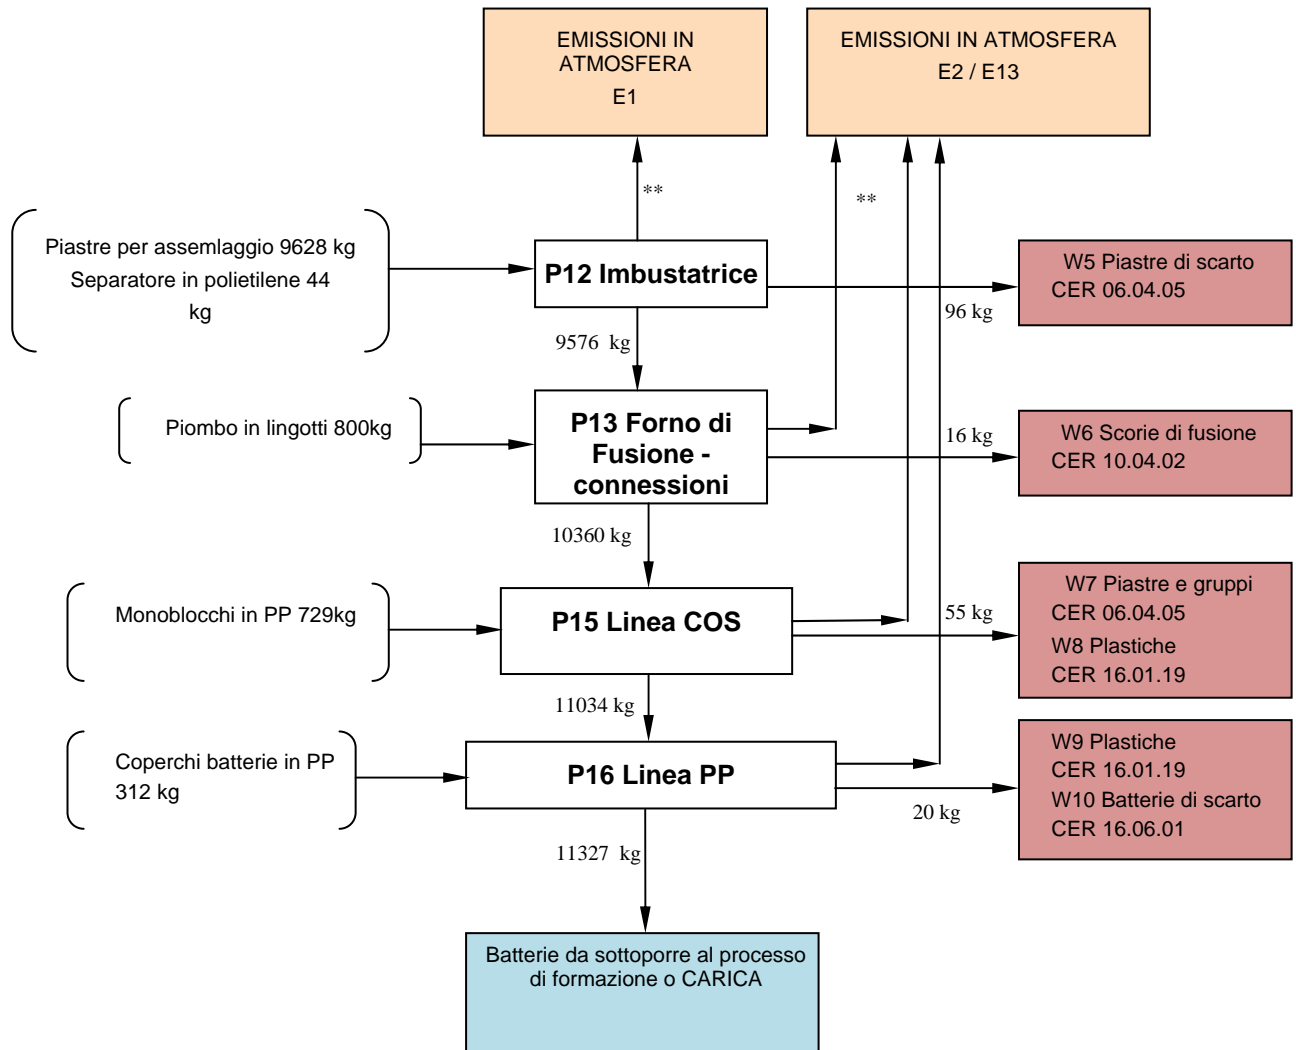 EMISSIONI IN
ATMOSFERA
E1
EMISSIONI IN ATMOSFERA
E2 / E13
**
**
Piastre per assemlaggio 9628 kg
Separatore in polietilene 44
kg
P12 Imbustatrice
W5 Piastre di scarto
CER 06.04.05
96 kg
9576 kg
Piombo in lingotti 800kg
P13 Forno di
Fusione -
connessioni
16 kg
W6 Scorie di fusione
CER 10.04.02
10360 kg
Monoblocchi in PP 729kg
P15 Linea COS
55 kg
W7 Piastre e gruppi
CER 06.04.05
W8 Plastiche
CER 16.01.19
11034 kg
Coperchi batterie in PP
312 kg
P16 Linea PP
20 kg
W9 Plastiche
CER 16.01.19
W10 Batterie di scarto
CER 16.06.01
11327 kg
Batterie da sottoporre al processo
di formazione o CARICA